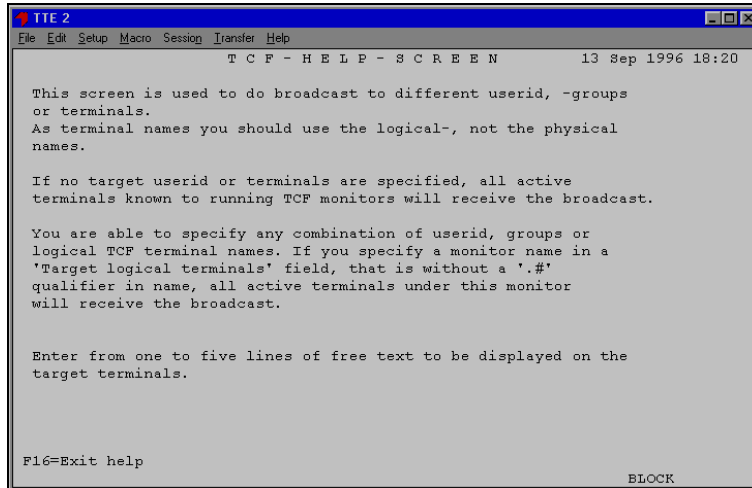 TTE 2
File Edit Setup Macro Session Transfer Help
T C F - H E L P - S C R E E N 13 Sep 1996 18:20
This screen is used to do broadcast to different userid, -groups
or terminals.
As terminal names you should use the logical-, not the physical
names.
If no target userid or terminals are specified, all active
terminals known to running TCF monitors will receive the broadcast.
You are able to specify any combination of userid, groups or
logical TCF terminal names. If you specify a monitor name in a
'Target logical terminals' field, that is without a '.#'
qualifier in name, all active terminals under this monitor
will receive the broadcast.
Enter from one to five lines of free text to be displayed on the
target terminals.
F16=Exit help
BLOCK